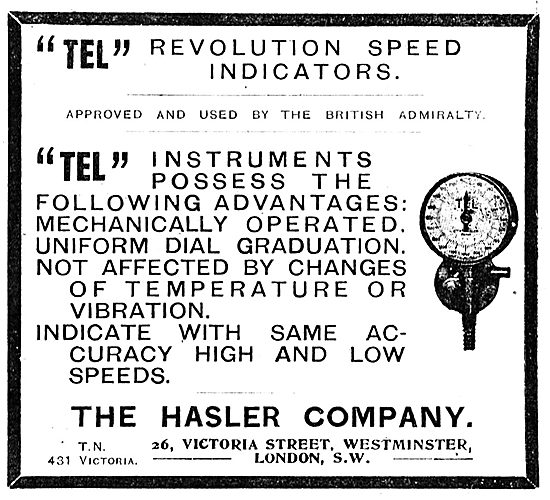 "TEL" REVOLUTION SPEED
INDICATORS.
APPROVED AND USED BY THE BRITISH ADMIRALTY.
"TEL" INSTRUMENTS
POSSESS THE
FOLLOWING ADVANTAGES:
MECHANICALLY OPERATED.
UNIFORM DIAL GRADUATION.
NOT AFFECTED BY CHANGES
OF TEMPERATURE OR
VIBRATION.
INDICATE WITH SAME AC-
CURACY HIGH AND LOW
SPEEDS.
TEL
THE HASLER COMPANY.
T.N.
431 VICTORIA.
26, VICTORIA STREET, WESTMINSTER,
LONDON, S.W.